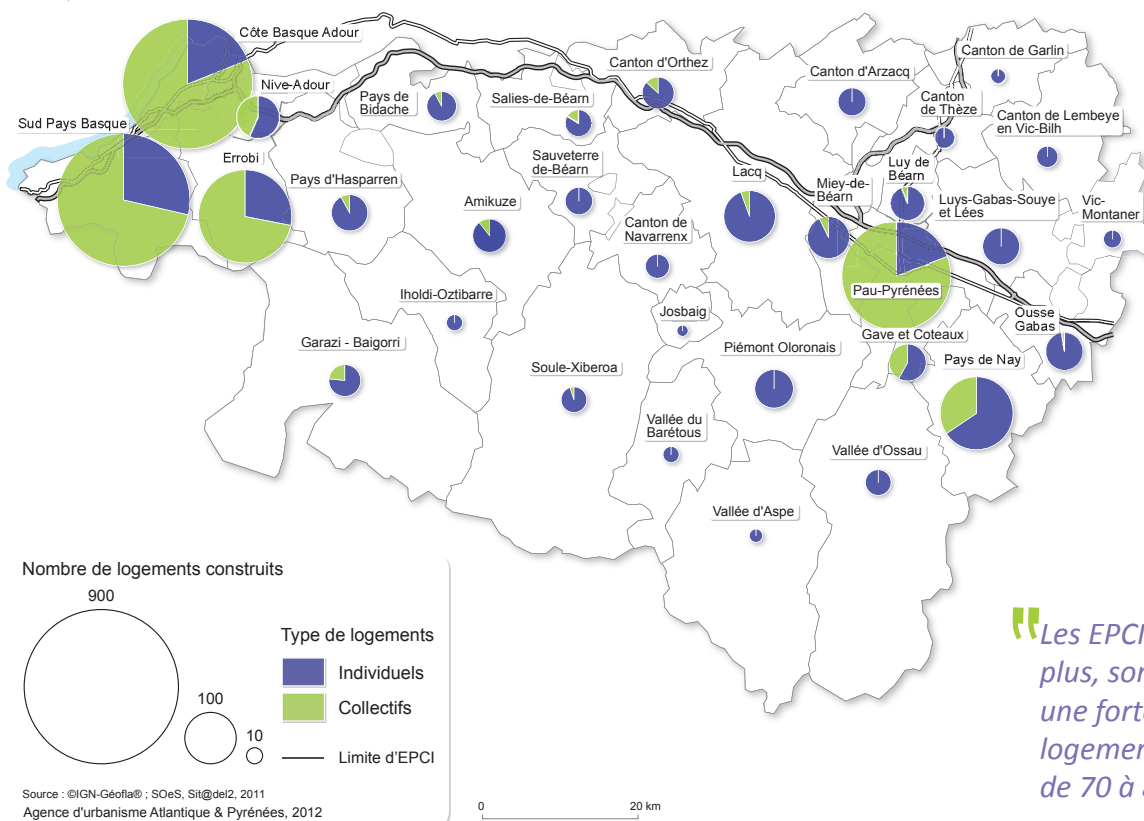 Côte Basque Adour
Nive-Adour
Sud Pays Basque
Errobi
Pays de
Bidache
Pays d'Hasparren
Salies-de-Béarn
Canton d'Orthez
Sauveterre
de-Béarn
Amikuze
Canton de
Navarrenx
Lacq
Miey-de-
Béarn
Canton d'Arzacq
Canton de Garlin
Canton
de Thèze
Canton de Lembeye
en Vic-Bilh
Luy de
Béarn
Luys-Gabas-Souye
et Lées
Vic-
Montaner
Pau-Pyrénées
Iholdi-Oztibarre
Garazi - Baigorri
Soule-Xiberoa
Josbaig
Piémont Oloronais
Gave et Coteaux
Ousse
Gabas
Pays de Nay
Vallée du
Barétous
Vallée d'Ossau
Vallée d'Aspe
Nombre de logements construits
900
100
10
Type de logements
Individuels
Collectifs
Limite d'EPCI
Source : ©IGN-Géofla® ; SOeS, Sit@del2, 2011
Agence d'urbanisme Atlantique & Pyrénées, 2012
0 20 km
"Les EPCI
plus, son
une fort
logemen
de 70 à